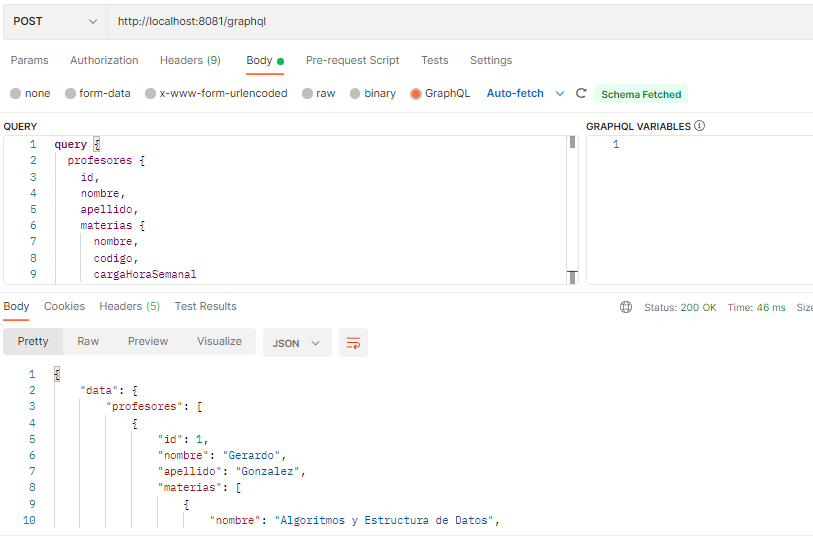 POST http://localhost:8081/graphql
Params Authorization Headers (9) Body Pre-request Script Tests Settings
none form-data x-www-form-urlencoded raw binary GraphQL Auto-fetch Schema Fetched
QUERY GRAPHQL VARIABLES
1 query { 1
2 profesores {
3 id,
4 nombre,
5 apellido,
6 materias {
7 nombre,
8 codigo,
9 cargaHoraSemanal
Body Cookies Headers (5) Test Results Status: 200 OK Time: 46 ms Size
Pretty Raw Preview Visualize JSON
1 {
2 "data": {
3 "profesores": [
4 {
5 "id": 1,
6 "nombre": "Gerardo",
7 "apellido": "Gonzalez",
8 "materias": [
9 {
10 "nombre": "Algoritmos y Estructura de Datos",